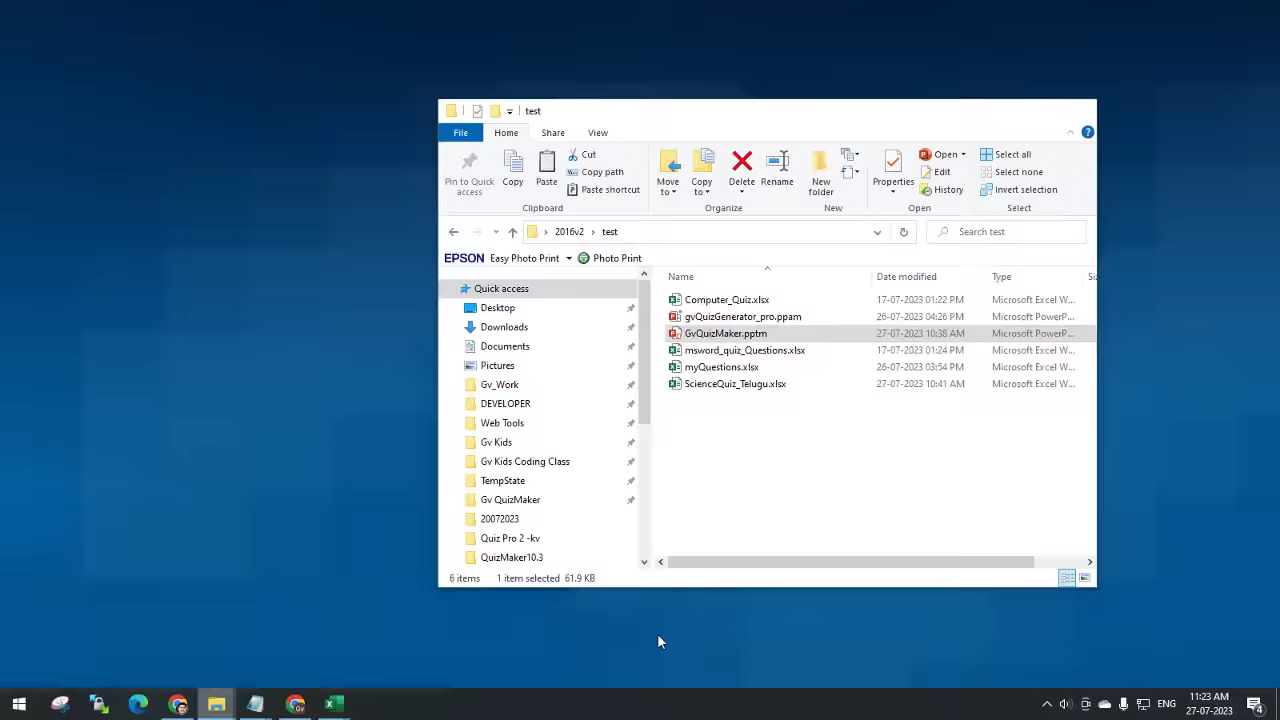 test
File Home Share View
Pin to Quick access
Copy
Paste
Cut
Copy path
Paste shortcut
Clipboard
Move to
Copy to
Delete
Rename
Organize
New folder
New
Properties
Open
Edit
History
Open
Select all
Select none
Invert selection
Select
2016v2 › test
Search test
EPSON Easy Photo Print Photo Print
Quick access
Desktop
Downloads
Documents
Pictures
Gv_Work
DEVELOPER
Web Tools
Gv Kids
Gv Kids Coding Class
TempState
Gv QuizMaker
20072023
Quiz Pro 2 -kv
QuizMaker10.3
Name Date modified Type
Computer_Quiz.xlsx 17-07-2023 01:22 PM Microsoft Excel W...
gvQuizGenerator_pro.ppam 26-07-2023 04:26 PM Microsoft PowerP...
GvQuizMaker.pptm 27-07-2023 10:38 AM Microsoft PowerP...
msword_quiz_Questions.xlsx 17-07-2023 01:24 PM Microsoft Excel W...
myQuestions.xlsx 26-07-2023 03:54 PM Microsoft Excel W...
ScienceQuiz_Telugu.xlsx 27-07-2023 10:41 AM Microsoft Excel W...
6 items 1 item selected 61.9 KB
ENG
11:23 AM
27-07-2023
4